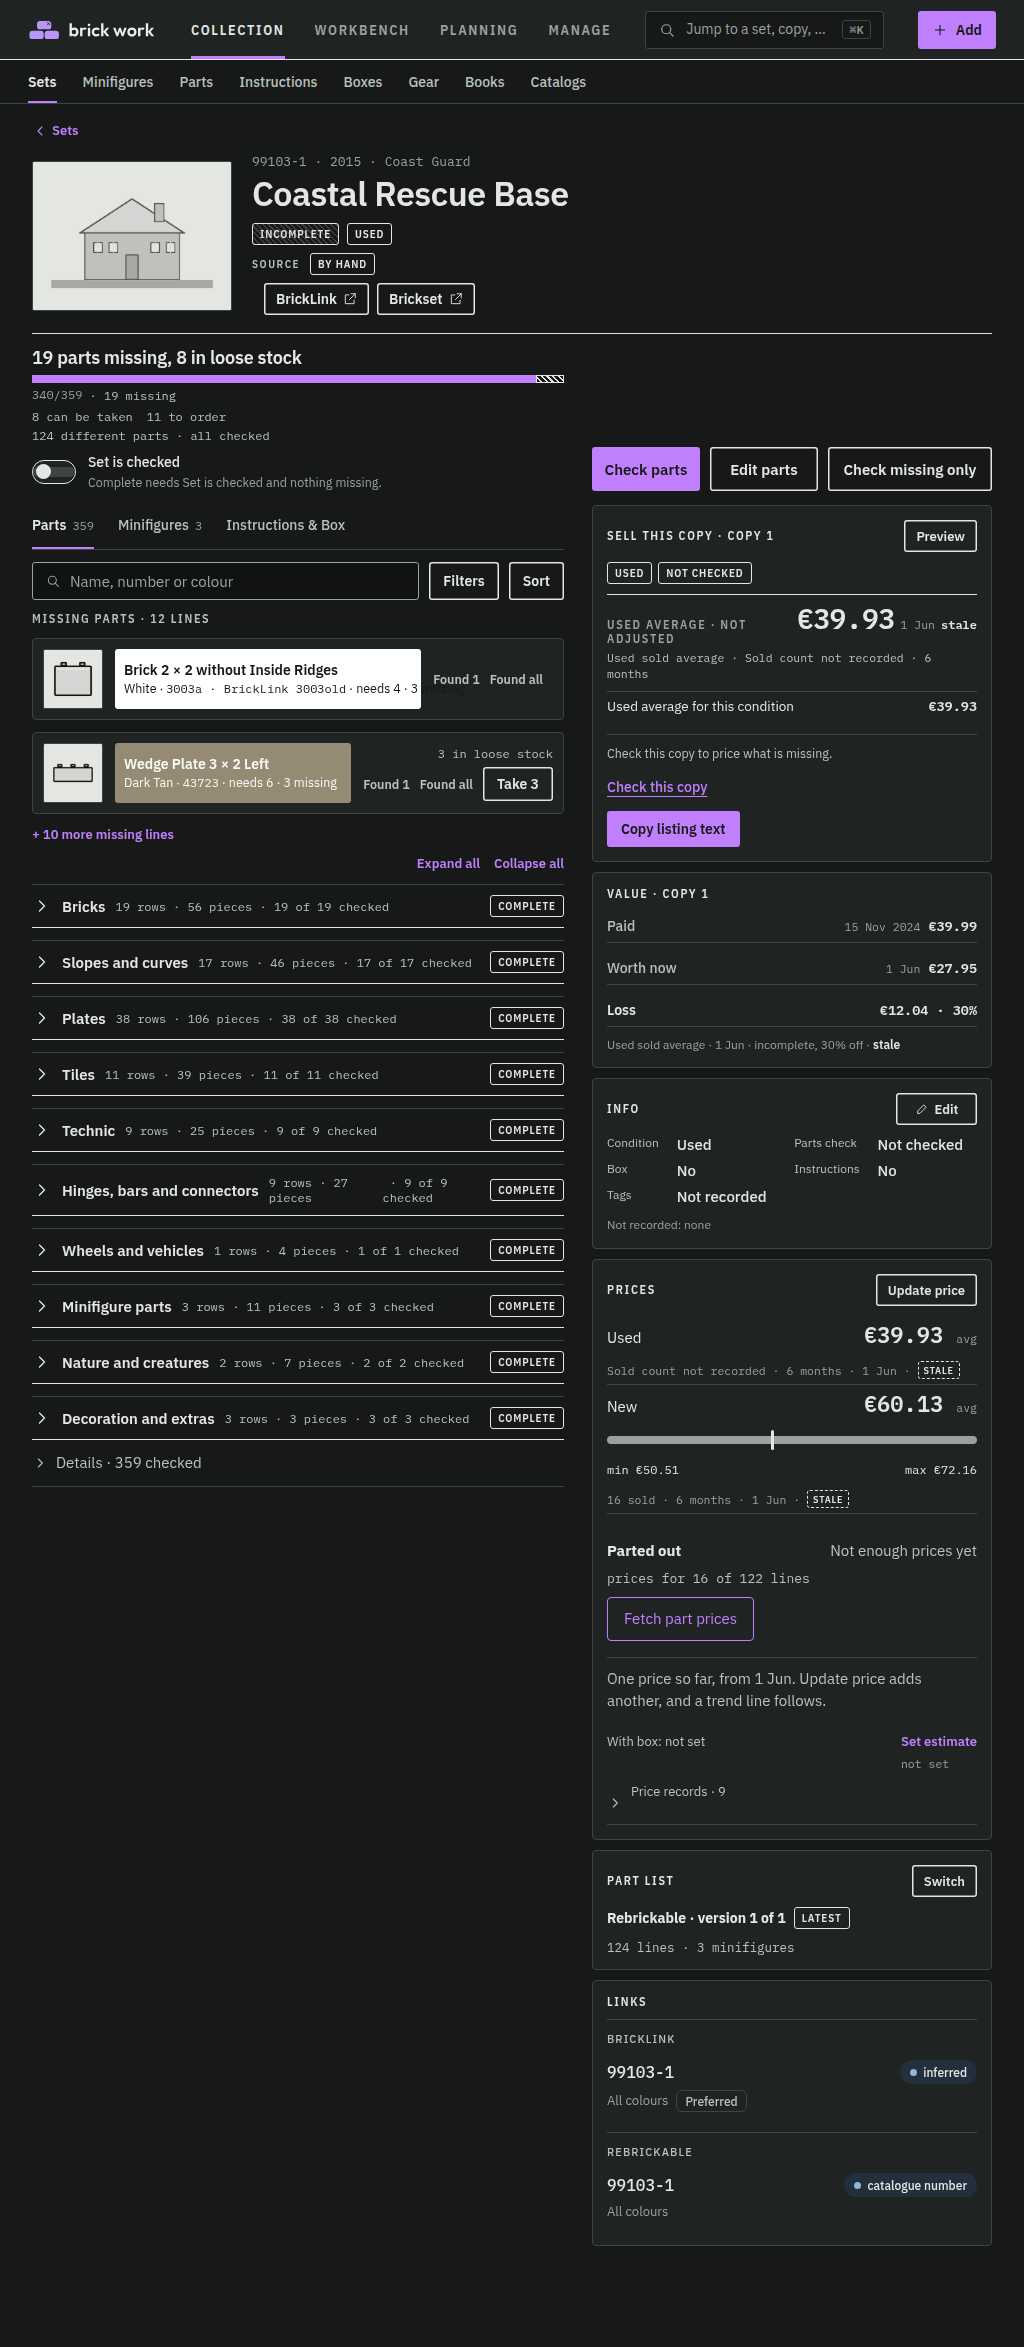 brick work
COLLECTION WORKBENCH PLANNING MANAGE
Jump to a set, copy, ... ⌘K
+ Add
Sets Minifigures Parts Instructions Boxes Gear Books Catalogs
Sets
99103-1 · 2015 · Coast Guard
Coastal Rescue Base
INCOMPLETE USED
SOURCE BY HAND
BrickLink Brickset
19 parts missing, 8 in loose stock
340/359 · 19 missing
8 can be taken 11 to order
124 different parts · all checked
Set is checked
Complete needs Set is checked and nothing missing.
Parts 359 Minifigures 3 Instructions & Box
Name, number or colour
Filters Sort
MISSING PARTS · 12 LINES
Brick 2 × 2 without Inside Ridges
White · 3003a · BrickLink 3003old · needs 4 · 3 missing
Found 1 Found all
Wedge Plate 3 × 2 Left
Dark Tan · 43723 · needs 6 · 3 missing
3 in loose stock
Found 1 Found all Take 3
+ 10 more missing lines
Expand all Collapse all
Bricks 19 rows · 56 pieces · 19 of 19 checked COMPLETE
Slopes and curves 17 rows · 46 pieces · 17 of 17 checked COMPLETE
Plates 38 rows · 106 pieces · 38 of 38 checked COMPLETE
Tiles 11 rows · 39 pieces · 11 of 11 checked COMPLETE
Technic 9 rows · 25 pieces · 9 of 9 checked COMPLETE
Hinges, bars and connectors 9 rows · 27 pieces · 9 of 9 checked COMPLETE
Wheels and vehicles 1 rows · 4 pieces · 1 of 1 checked COMPLETE
Minifigure parts 3 rows · 11 pieces · 3 of 3 checked COMPLETE
Nature and creatures 2 rows · 7 pieces · 2 of 2 checked COMPLETE
Decoration and extras 3 rows · 3 pieces · 3 of 3 checked COMPLETE
Details · 359 checked
Check parts Edit parts Check missing only
SELL THIS COPY · COPY 1 Preview
USED NOT CHECKED
USED AVERAGE · NOT ADJUSTED
€39.93 1 Jun stale
Used sold average · Sold count not recorded · 6
months
Used average for this condition €39.93
Check this copy to price what is missing.
Check this copy
Copy listing text
VALUE · COPY 1
Paid 15 Nov 2024 €39.99
Worth now 1 Jun €27.95
Loss €12.04 · 30%
Used sold average · 1 Jun · incomplete, 30% off · stale
INFO Edit
Condition Used Parts check Not checked
Box No Instructions No
Tags Not recorded
Not recorded: none
PRICES Update price
Used €39.93 avg
Sold count not recorded · 6 months · 1 Jun · STALE
New €60.13 avg
min €50.51 max €72.16
16 sold · 6 months · 1 Jun · STALE
Parted out Not enough prices yet
prices for 16 of 122 lines
Fetch part prices
One price so far, from 1 Jun. Update price adds
another, and a trend line follows.
With box: not set Set estimate
not set
Price records · 9
PART LIST Switch
Rebrickable · version 1 of 1 LATEST
124 lines · 3 minifigures
LINKS
BRICKLINK
99103-1 inferred
All colours Preferred
REBRICKABLE
99103-1 catalogue number
All colours